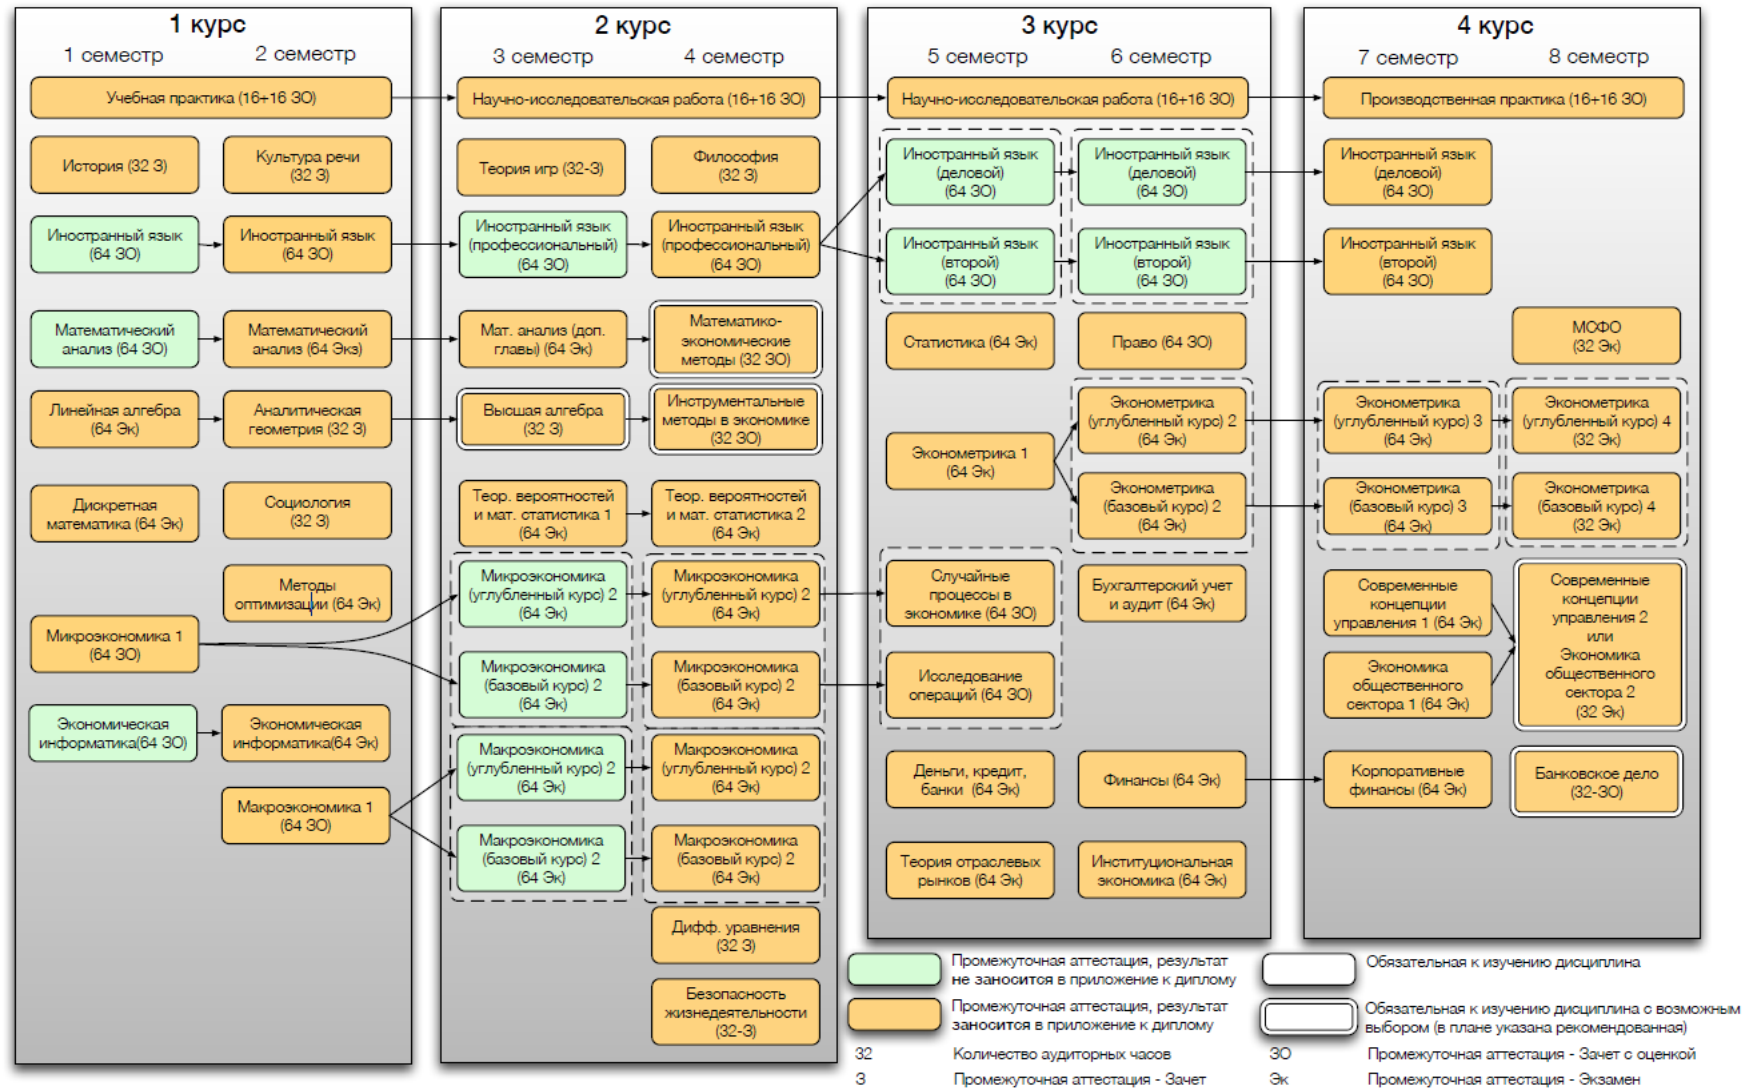 1 курс
1 семестр
2 семестр
Учебная практика (16+16 ЗО)
История (32 З)
Культура речи
(32 З)
Иностранный язык
(64 ЗО)
Иностранный язык
(64 ЗО)
Математический
анализ (64 ЗО)
Математический
анализ (64 Экз)
Линейная алгебра
(64 Эк)
Аналитическая
геометрия (32 З)
Дискретная
математика (64 Эк)
Социология
(32 З)
Методы
оптимизации (64 Эк)
Микроэкономика 1
(64 ЗО)
Экономическая
информатика(64 ЗО)
Экономическая
информатика(64 Эк)
Макроэкономика 1
(64 ЗО)
2 курс
3 семестр
4 семестр
Научно-исследовательская работа (16+16 ЗО)
Теория игр (32-З)
Философия
(32 З)
Иностранный язык
(профессиональный)
(64 ЗО)
Иностранный язык
(профессиональный)
(64 ЗО)
Мат. анализ (доп.
главы) (64 Эк)
Математико-
экономические
методы (32 ЗО)
Высшая алгебра
(32 З)
Инструментальные
методы в экономике
(32 ЗО)
Теор. вероятностей
и мат. статистика 1
(64 Эк)
Теор. вероятностей
и мат. статистика 2
(64 Эк)
Микроэкономика
(углубленный курс) 2
(64 Эк)
Микроэкономика
(углубленный курс) 2
(64 Эк)
Микроэкономика
(базовый курс) 2
(64 Эк)
Микроэкономика
(базовый курс) 2
(64 Эк)
Макроэкономика
(углубленный курс) 2
(64 Эк)
Макроэкономика
(углубленный курс) 2
(64 Эк)
Макроэкономика
(базовый курс) 2
(64 Эк)
Макроэкономика
(базовый курс) 2
(64 Эк)
Дифф. уравнения
(32 З)
Безопасность
жизнедеятельности
(32-З)
3 курс
5 семестр
6 семестр
Научно-исследовательская работа (16+16 ЗО)
Иностранный язык
(деловой)
(64 ЗО)
Иностранный язык
(деловой)
(64 ЗО)
Иностранный язык
(второй)
(64 ЗО)
Иностранный язык
(второй)
(64 ЗО)
Статистика (64 Эк)
Право (64 ЗО)
Эконометрика 1
(64 Эк)
Эконометрика
(углубленный курс) 2
(64 Эк)
Эконометрика
(базовый курс) 2
(64 Эк)
Случайные
процессы в
экономике (64 ЗО)
Бухгалтерский учет
и аудит (64 Эк)
Исследование
операций (64 ЗО)
Деньги, кредит,
банки (64 Эк)
Финансы (64 Эк)
Теория отраслевых
рынков (64 Эк)
Институциональная
экономика (64 Эк)
4 курс
7 семестр
8 семестр
Производственная практика (16+16 ЗО)
Иностранный язык
(деловой)
(64 ЗО)
Иностранный язык
(второй)
(64 ЗО)
МОФО
(32 Эк)
Эконометрика
(углубленный курс) 3
(64 Эк)
Эконометрика
(углубленный курс) 4
(32 Эк)
Эконометрика
(базовый курс) 3
(64 Эк)
Эконометрика
(базовый курс) 4
(32 Эк)
Современные
концепции
управления 1 (64 Эк)
Экономика
общественного
сектора 1 (64 Эк)
Современные
концепции
управления 2
или
Экономика
общественного
сектора 2
(32 Эк)
Корпоративные
финансы (64 Эк)
Банковское дело
(32-ЗО)
Промежуточная аттестация, результат
не заносится в приложение к диплому
Промежуточная аттестация, результат
заносится в приложение к диплому
32 Количество аудиторных часов
З Промежуточная аттестация - Зачет
Обязательная к изучению дисциплина
Обязательная к изучению дисциплина с возможным
выбором (в плане указана рекомендованная)
ЗО Промежуточная аттестация - Зачет с оценкой
Эк Промежуточная аттестация - Экзамен